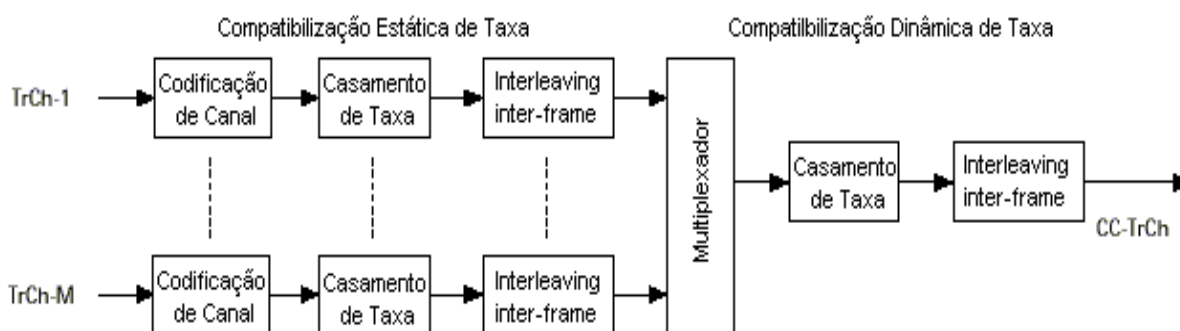 Compatibilização Estática de Taxa
Compatilbilização Dinâmica de Taxa
TrCh-1
Codificação
de Canal
Casamento
de Taxa
Interleaving
inter-frame
Multiplexador
Casamento
de Taxa
Interleaving
inter-frame
CC-TrCh
TrCh-M
Codificação
de Canal
Casamento
de Taxa
Interleaving
inter-frame